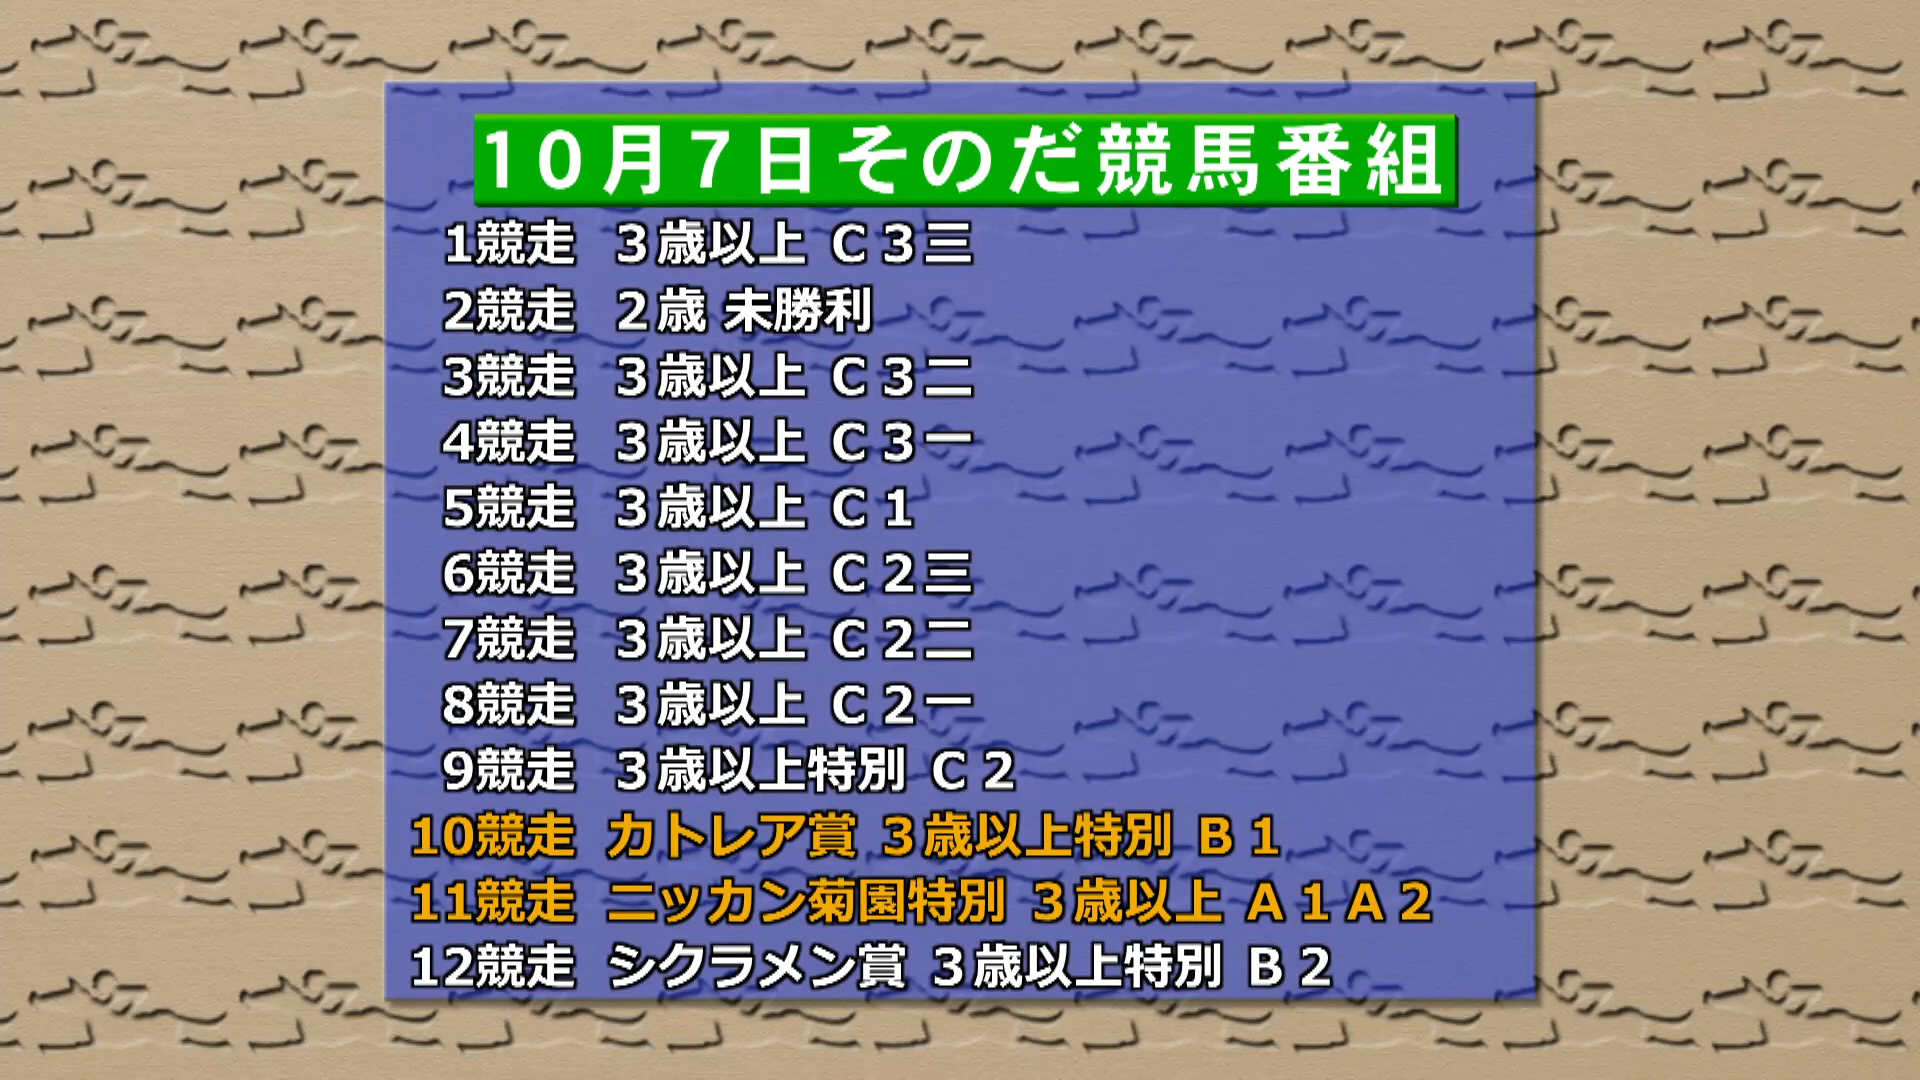 10月7日そのだ競馬番組
1競走 3歳以上 C3三
2競走 2歳 未勝利
3競走 3歳以上 C3二
4競走 3歳以上 C3一
5競走 3歳以上 C1
6競走 3歳以上 C2三
7競走 3歳以上 C2二
8競走 3歳以上 C2一
9競走 3歳以上特別 C2
10競走 カトレア賞 3歳以上特別 B1
11競走 ニッカン菊園特別 3歳以上 A1A2
12競走 シクラメン賞 3歳以上特別 B2